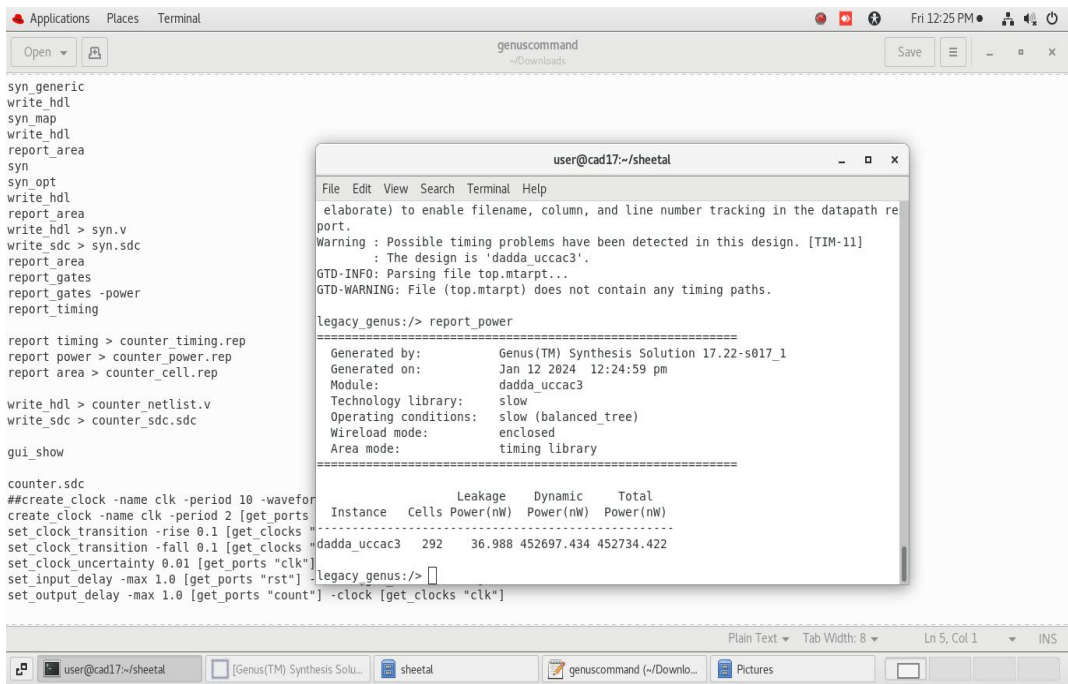 Applications Places Terminal
Fri 12:25 PM
Open
genuscommand
~/Downloads
Save
syn_generic
write_hdl
syn_map
write_hdl
report_area
syn
syn_opt
write_hdl
report_area
write_hdl > syn.v
write_sdc > syn.sdc
report_area
report_gates
report_gates -power
report_timing
report timing > counter_timing.rep
report power > counter_power.rep
report area > counter_cell.rep
write_hdl > counter_netlist.v
write_sdc > counter_sdc.sdc
gui_show
counter.sdc
##create_clock -name clk -period 10 -wavefor
create_clock -name clk -period 2 [get_ports
set_clock_transition -rise 0.1 [get_clocks "
set_clock_transition -fall 0.1 [get_clocks "
set_clock_uncertainty 0.01 [get_ports "clk"]
set_input_delay -max 1.0 [get_ports "rst"] -
set_output_delay -max 1.0 [get_ports "count"] -clock [get_clocks "clk"]
user@cad17:~/sheetal
File Edit View Search Terminal Help
elaborate) to enable filename, column, and line number tracking in the datapath re
port.
Warning : Possible timing problems have been detected in this design. [TIM-11]
: The design is 'dadda_uccac3'.
GTD-INFO: Parsing file top.mtarpt...
GTD-WARNING: File (top.mtarpt) does not contain any timing paths.
legacy_genus:/> report_power
============================================================
Generated by: Genus(TM) Synthesis Solution 17.22-s017_1
Generated on: Jan 12 2024 12:24:59 pm
Module: dadda_uccac3
Technology library: slow
Operating conditions: slow (balanced_tree)
Wireload mode: enclosed
Area mode: timing library
============================================================
Leakage Dynamic Total
Instance Cells Power(nW) Power(nW) Power(nW)
---------------------------------------------------
dadda_uccac3 292 36.988 452697.434 452734.422
legacy_genus:/>
Plain Text Tab Width: 8 Ln 5, Col 1 INS
user@cad17:~/sheetal [Genus(TM) Synthesis Solu... sheetal genuscommand (~/Downlo... Pictures